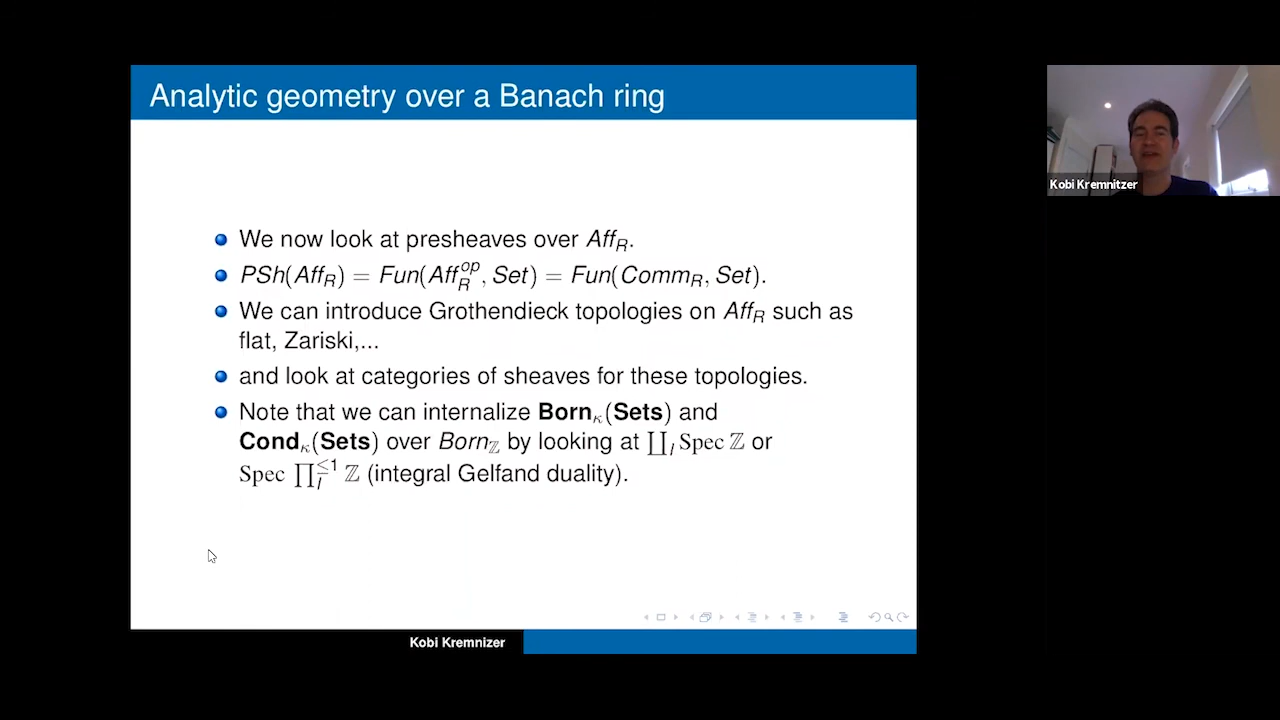 Analytic geometry over a Banach ring
We now look at presheaves over Aff_R.
PSh(Aff_R) = Fun(Aff_R^op, Set) = Fun(Comm_R, Set).
We can introduce Grothendieck topologies on Aff_R such as
flat, Zariski,...
and look at categories of sheaves for these topologies.
Note that we can internalize Born_κ(Sets) and
Cond_κ(Sets) over Born_ℤ by looking at ∐_I Spec ℤ or
Spec ∏_I^≤1 ℤ (integral Gelfand duality).
Kobi Kremnizer
Kobi Kremnitzer